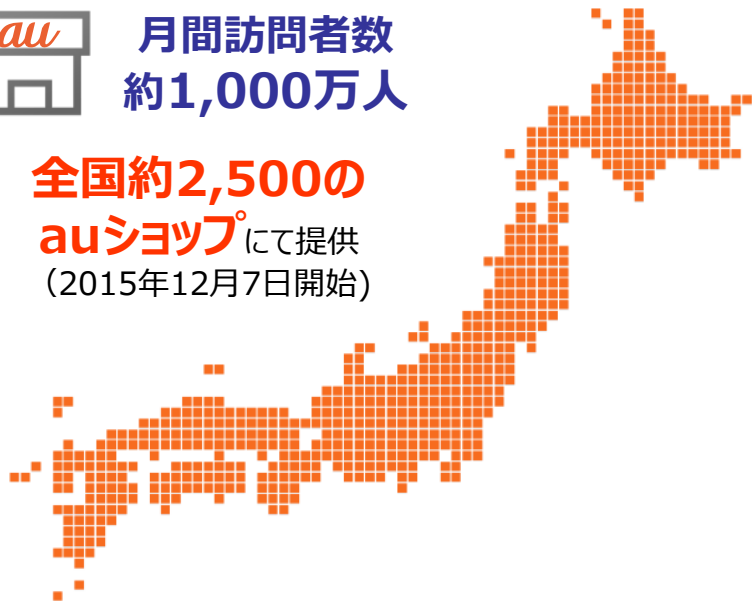 au
月間訪問者数
約1,000万人
全国約2,500の
auショップにて提供
（2015年12月7日開始)